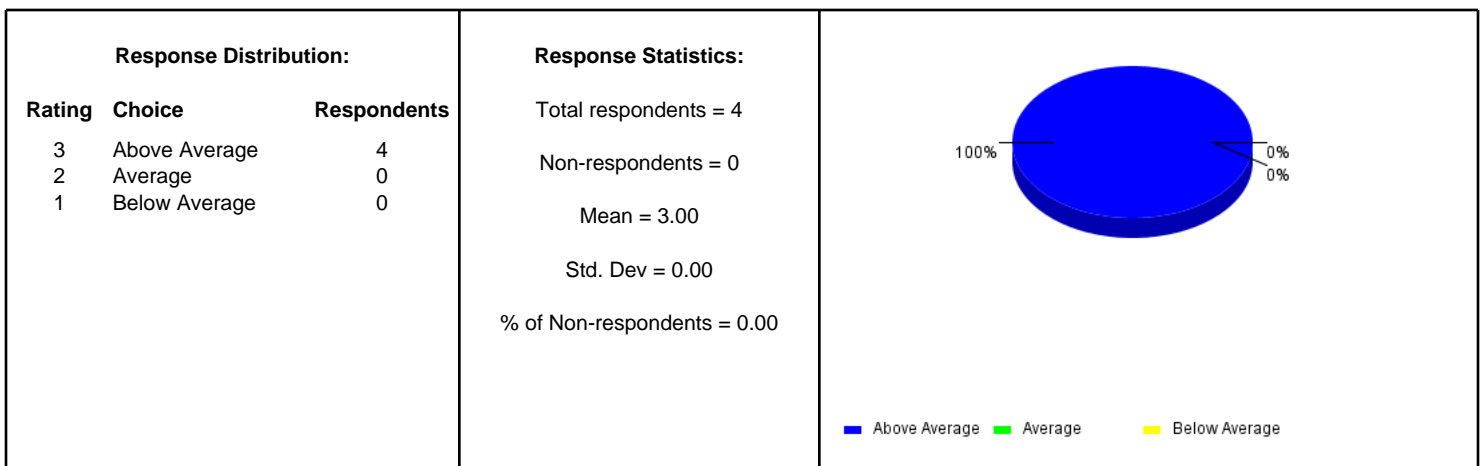 Response Distribution:
Rating Choice Respondents
3 Above Average 4
2 Average 0
1 Below Average 0
Response Statistics:
Total respondents = 4
Non-respondents = 0
Mean = 3.00
Std. Dev = 0.00
% of Non-respondents = 0.00
100%
0%
0%
Above Average Average Below Average